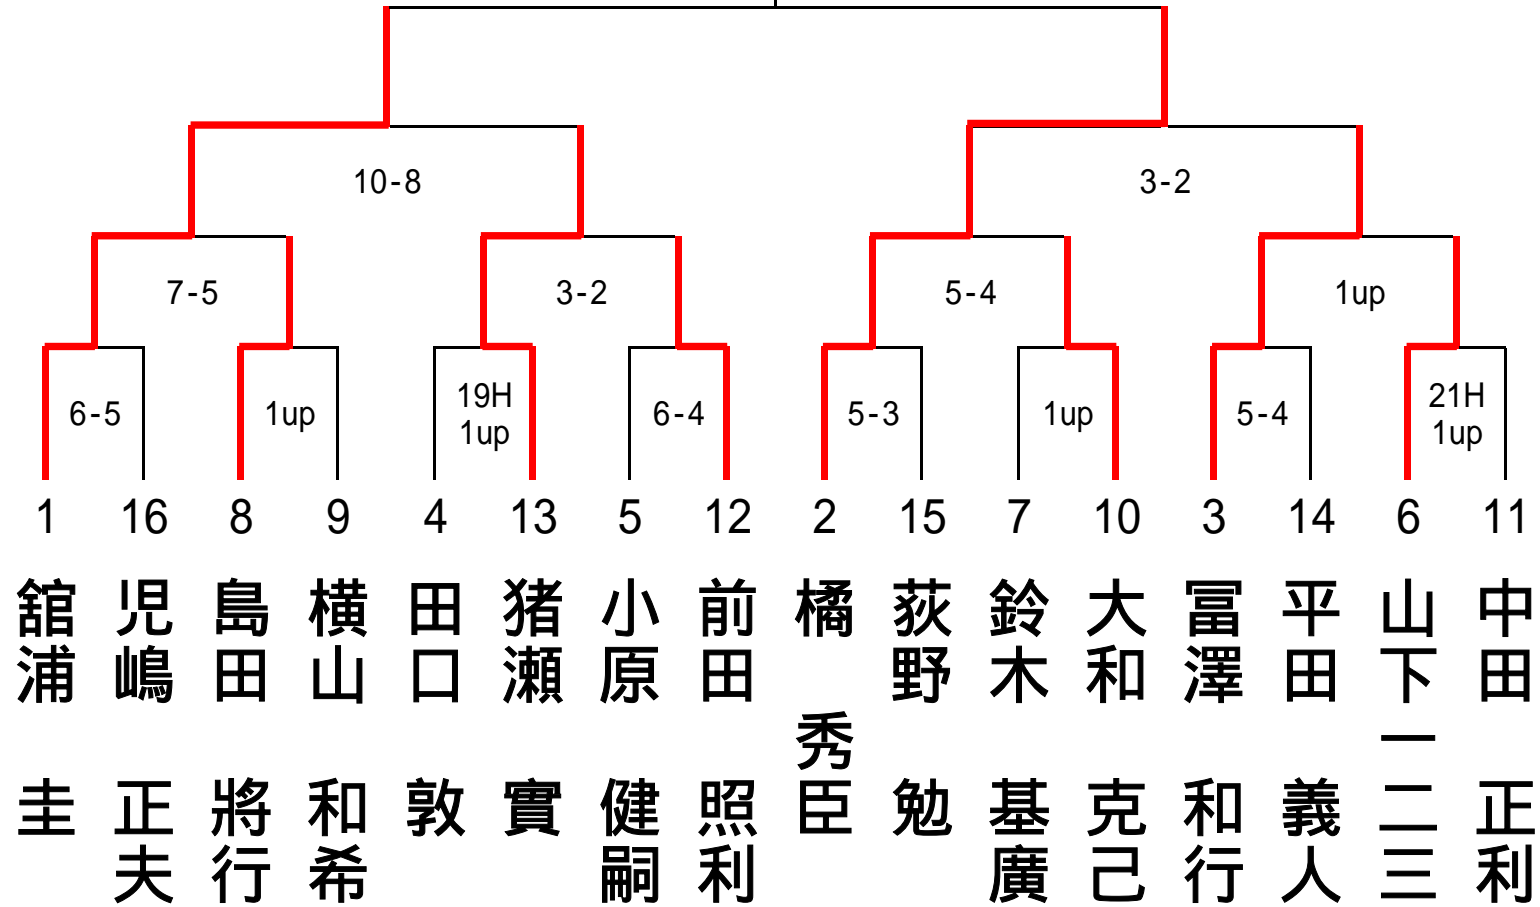 10-8
3-2
7-5
3-2
5-4
1up
6-5
1up
19H
1up
6-4
5-3
1up
5-4
21H
1up
1
16
8
9
4
13
5
12
2
15
7
10
3
14
6
11
舘浦 圭
児嶋 正夫
島田 將行
横山 和希
田口 敦
猪瀬 實
小原 健嗣
前田 照利
橘 秀臣
荻野 勉
鈴木 基廣
大和 克己
冨澤 和行
平田 義人
山下一二三
中田 正利